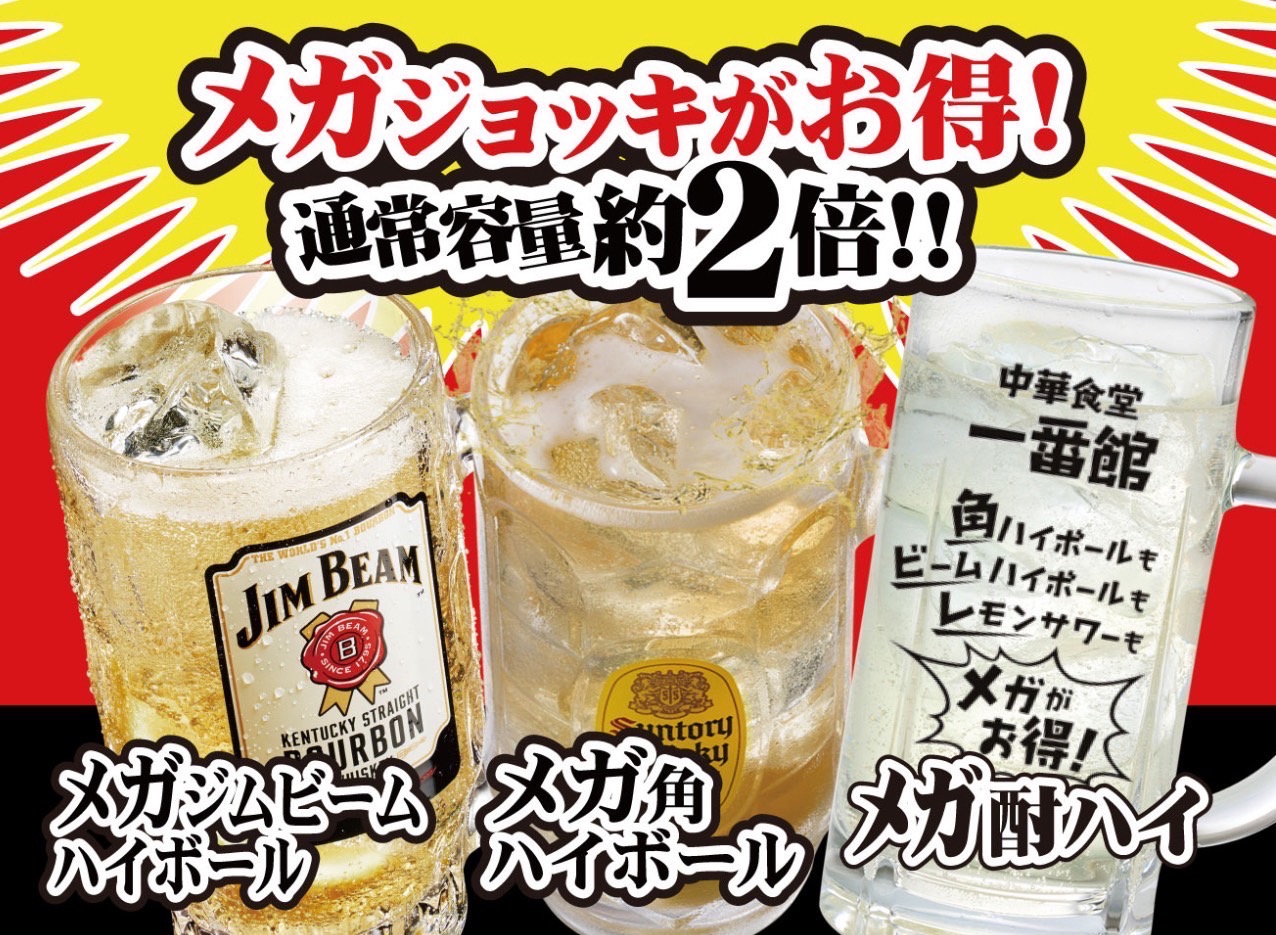 メガジョッキがお得!
通常容量約2倍!!
THE WORLD'S No.1 BOURBON
JIM BEAM
JIM BEAM
B
SINCE 1795
KENTUCKY STRAIGHT
BOURBON
メガジムビーム
ハイボール
Suntory
メガ角
ハイボール
中華食堂
一番館
角ハイボールも
ビームハイボールも
レモンサワーも
メガが
お得!
メガ酎ハイ